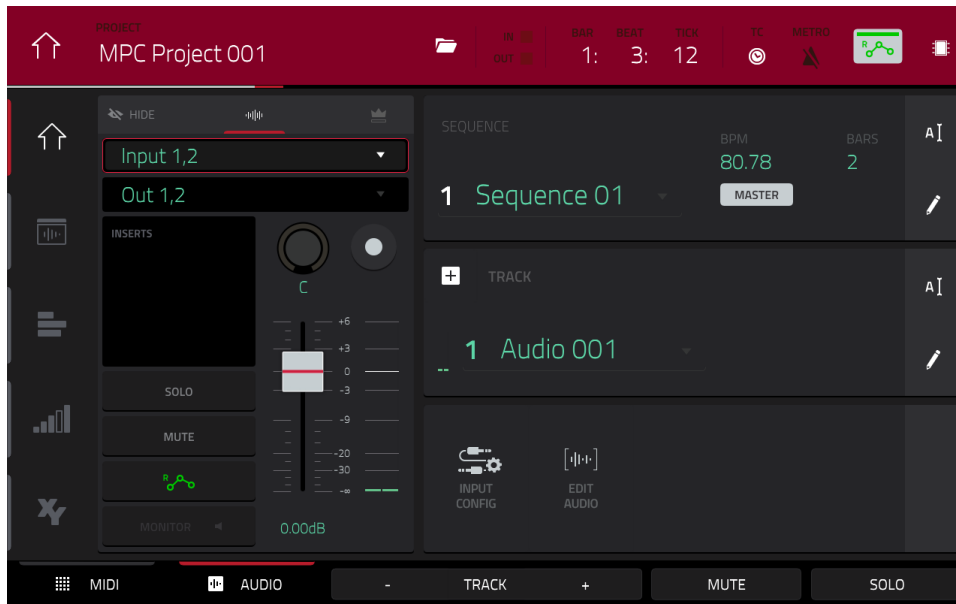 PROJECT
MPC Project 001
IN
OUT
BAR BEAT TICK
1: 3: 12
TC METRO
R
HIDE
Input 1,2
Out 1,2
INSERTS
C
+6
+3
0
-3
-9
-20
-30
-∞
SOLO
MUTE
R
MONITOR
0.00dB
SEQUENCE
BPM
80.78
BARS
2
1 Sequence 01
MASTER
A
TRACK
1 Audio 001
A
INPUT CONFIG
EDIT AUDIO
XY
MIDI AUDIO - TRACK + MUTE SOLO